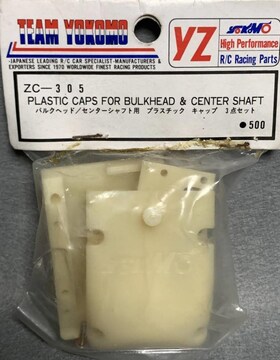 TEAM YOKOMO
-JAPANESE LEADING R/C CAR SPECIALIST-MANUFACTURERS &
EXPORTERS SINCE 1970 WORLDWIDE FINEST RACING PRODUCTS
YZ
YOKOMO
High Performance
R/C Racing Parts
ZC-305
PLASTIC CAPS FOR BULKHEAD & CENTER SHAFT
バルクヘッド/センターシャフト用 プラスチック キャップ 3点セット
●500
YOKOMO